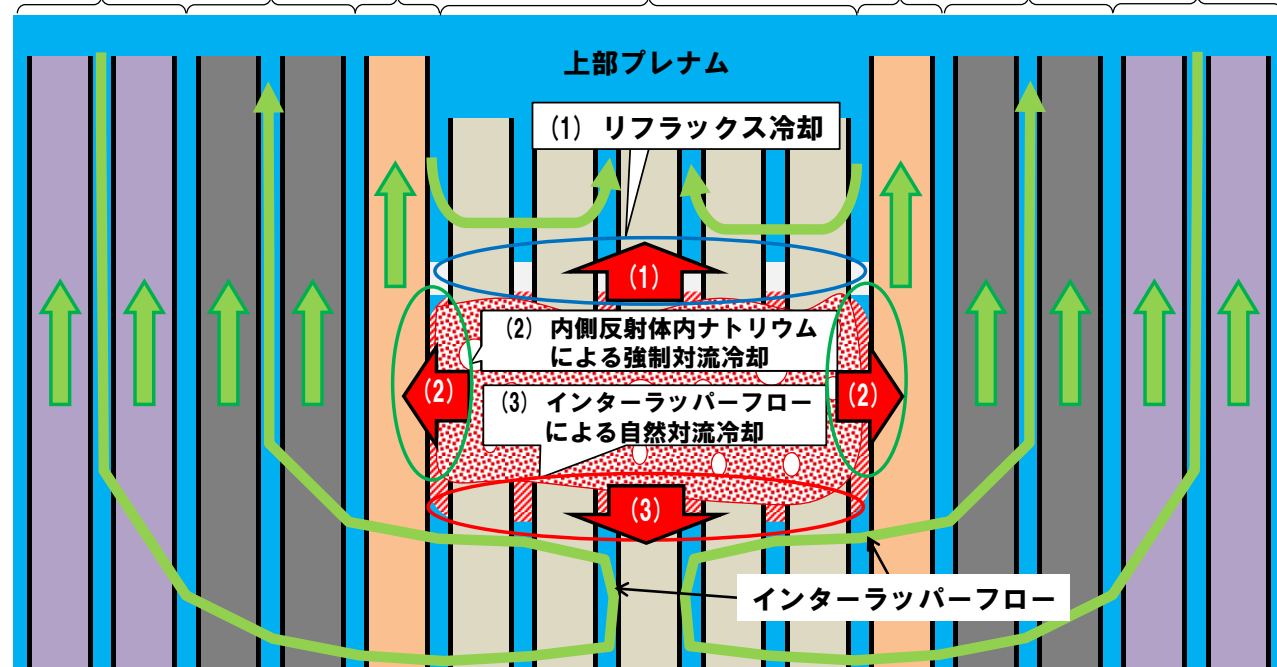 上部プレナム
(1) リフラックス冷却
(1)
(2) 内側反射体内ナトリウム
による強制対流冷却
(2)
(2)
(3) インターラッパーフロー
による自然対流冷却
(3)
インターラッパーフロー